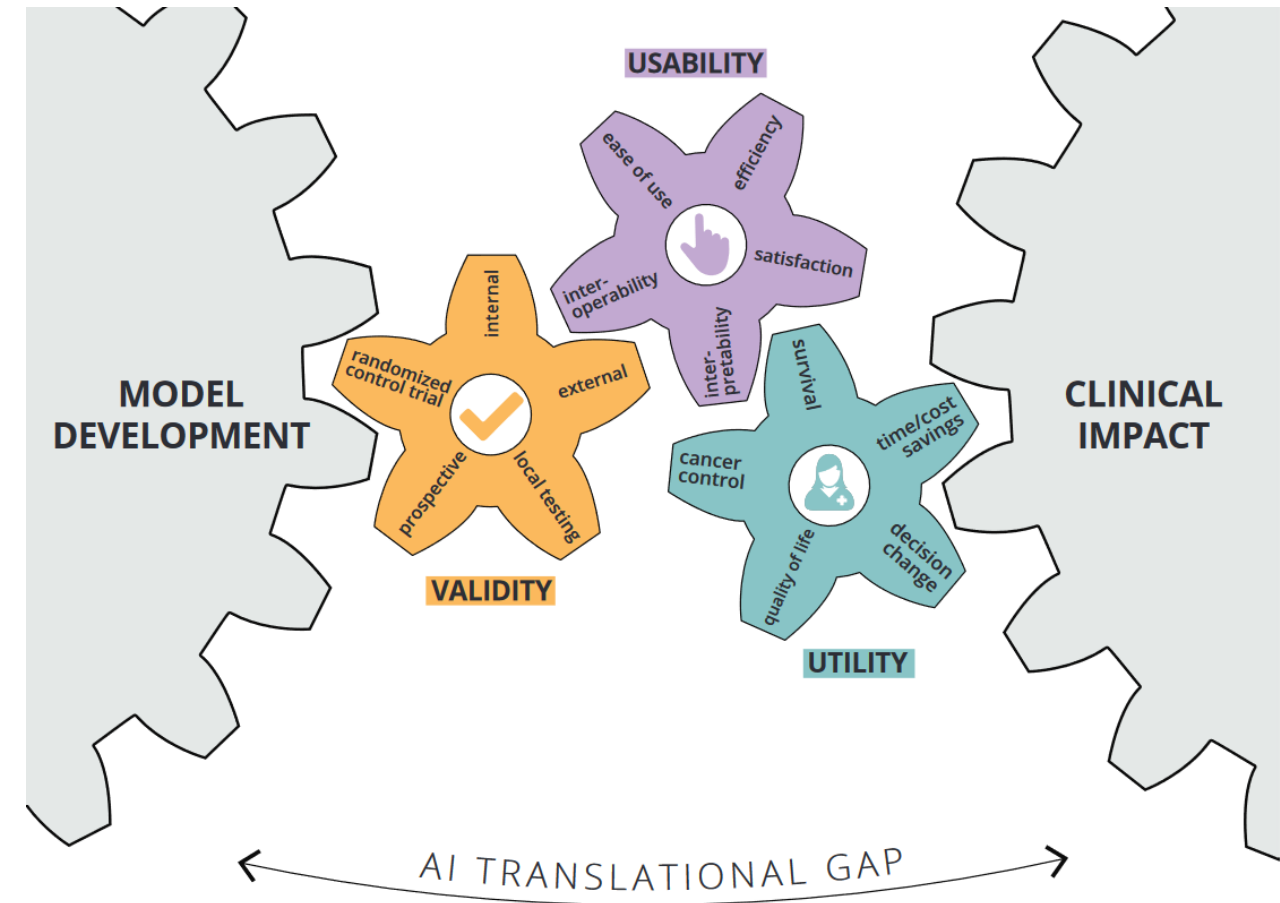 USABILITY
ease of use
efficiency
satisfaction
inter-
pretability
inter-
operability
MODEL
DEVELOPMENT
internal
external
local testing
prospective
randomized
control trial
VALIDITY
survival
time/cost
savings
decision
change
quality of life
cancer
control
UTILITY
CLINICAL
IMPACT
AI TRANSLATIONAL GAP